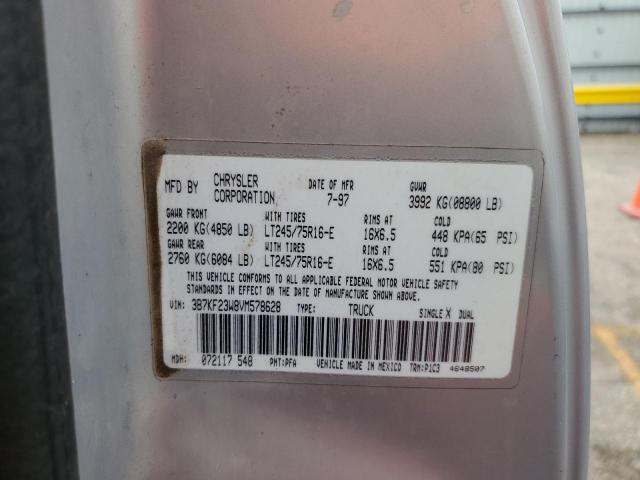 MFD BY CHRYSLER CORPORATION DATE OF MFR 7-97 GVWR 3992 KG(08800 LB)
GAWR FRONT WITH TIRES RIMS AT COLD
2200 KG(4850 LB) LT245/75R16-E 16X6.5 448 KPA(65 PSI)
GAWR REAR WITH TIRES RIMS AT COLD
2760 KG(6084 LB) LT245/75R16-E 16X6.5 551 KPA(80 PSI)
THIS VEHICLE CONFORMS TO ALL APPLICABLE FEDERAL MOTOR VEHICLE SAFETY
STANDARDS IN EFFECT ON THE DATE OF MANUFACTURE SHOWN ABOVE
VIN: 3B7KF23W8VM578628 TYPE: TRUCK SINGLE X DUAL
MDH: 072117 548 PNT:PFA VEHICLE MADE IN MEXICO TRM:P1C3 4648507